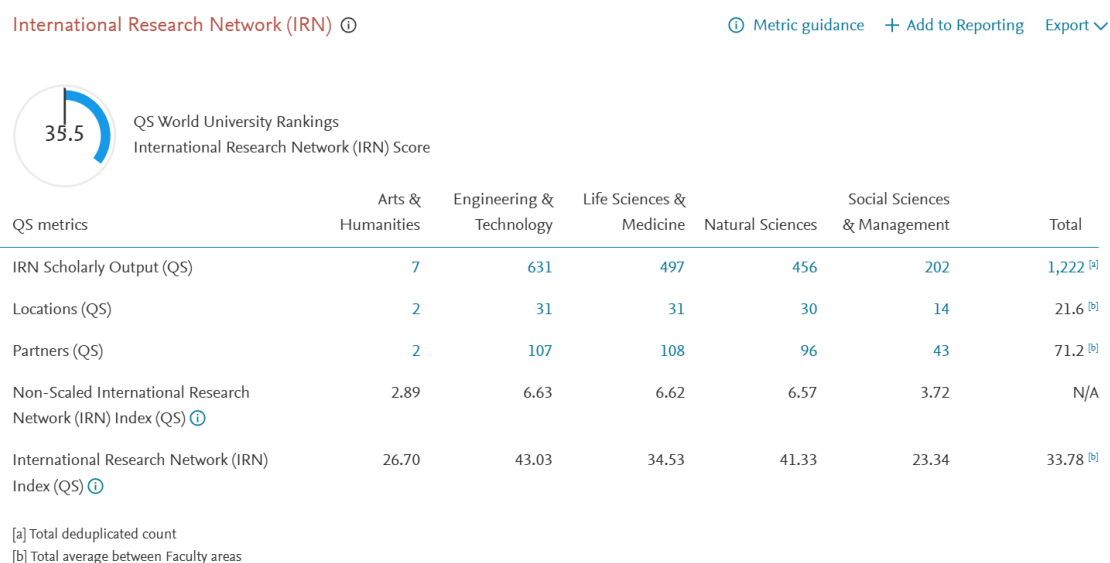 International Research Network (IRN)
Metric guidance
Add to Reporting
Export
35.5
QS World University Rankings
International Research Network (IRN) Score
QS metrics Arts & Humanities Engineering & Technology Life Sciences & Medicine Natural Sciences Social Sciences & Management Total
IRN Scholarly Output (QS) 7 631 497 456 202 1,222 [a]
Locations (QS) 2 31 31 30 14 21.6 [b]
Partners (QS) 2 107 108 96 43 71.2 [b]
Non-Scaled International Research Network (IRN) Index (QS) 2.89 6.63 6.62 6.57 3.72 N/A
International Research Network (IRN) Index (QS) 26.70 43.03 34.53 41.33 23.34 33.78 [b]
[a] Total deduplicated count
[b] Total average between Faculty areas